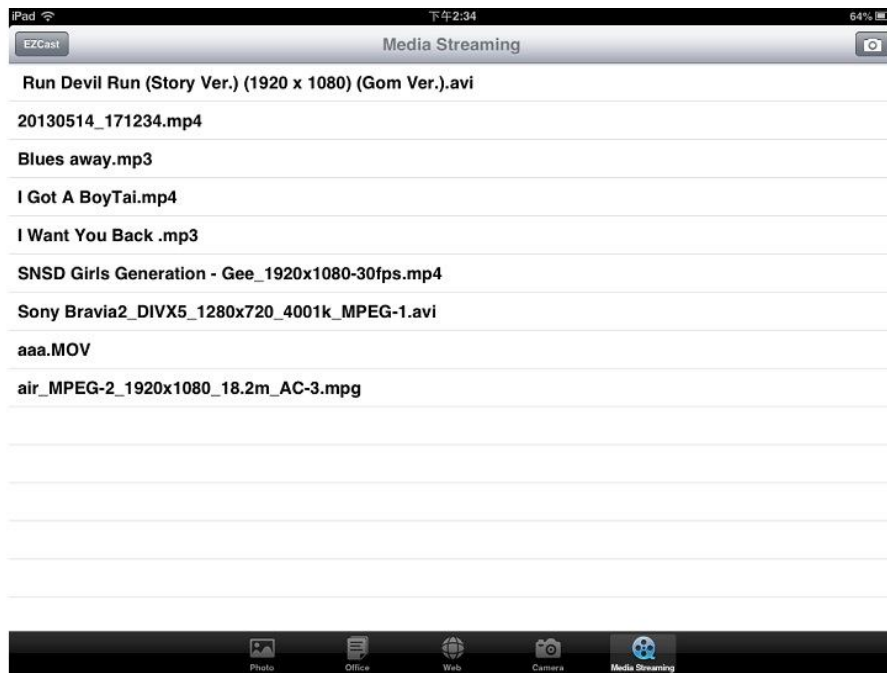 iPad 下午2:34 64%
EZCast Media Streaming
Run Devil Run (Story Ver.) (1920 x 1080) (Gom Ver.).avi
20130514_171234.mp4
Blues away.mp3
I Got A BoyTai.mp4
I Want You Back .mp3
SNSD Girls Generation - Gee_1920x1080-30fps.mp4
Sony Bravia2_DIVX5_1280x720_4001k_MPEG-1.avi
aaa.MOV
air_MPEG-2_1920x1080_18.2m_AC-3.mpg
Photo Office Web Camera Media Streaming